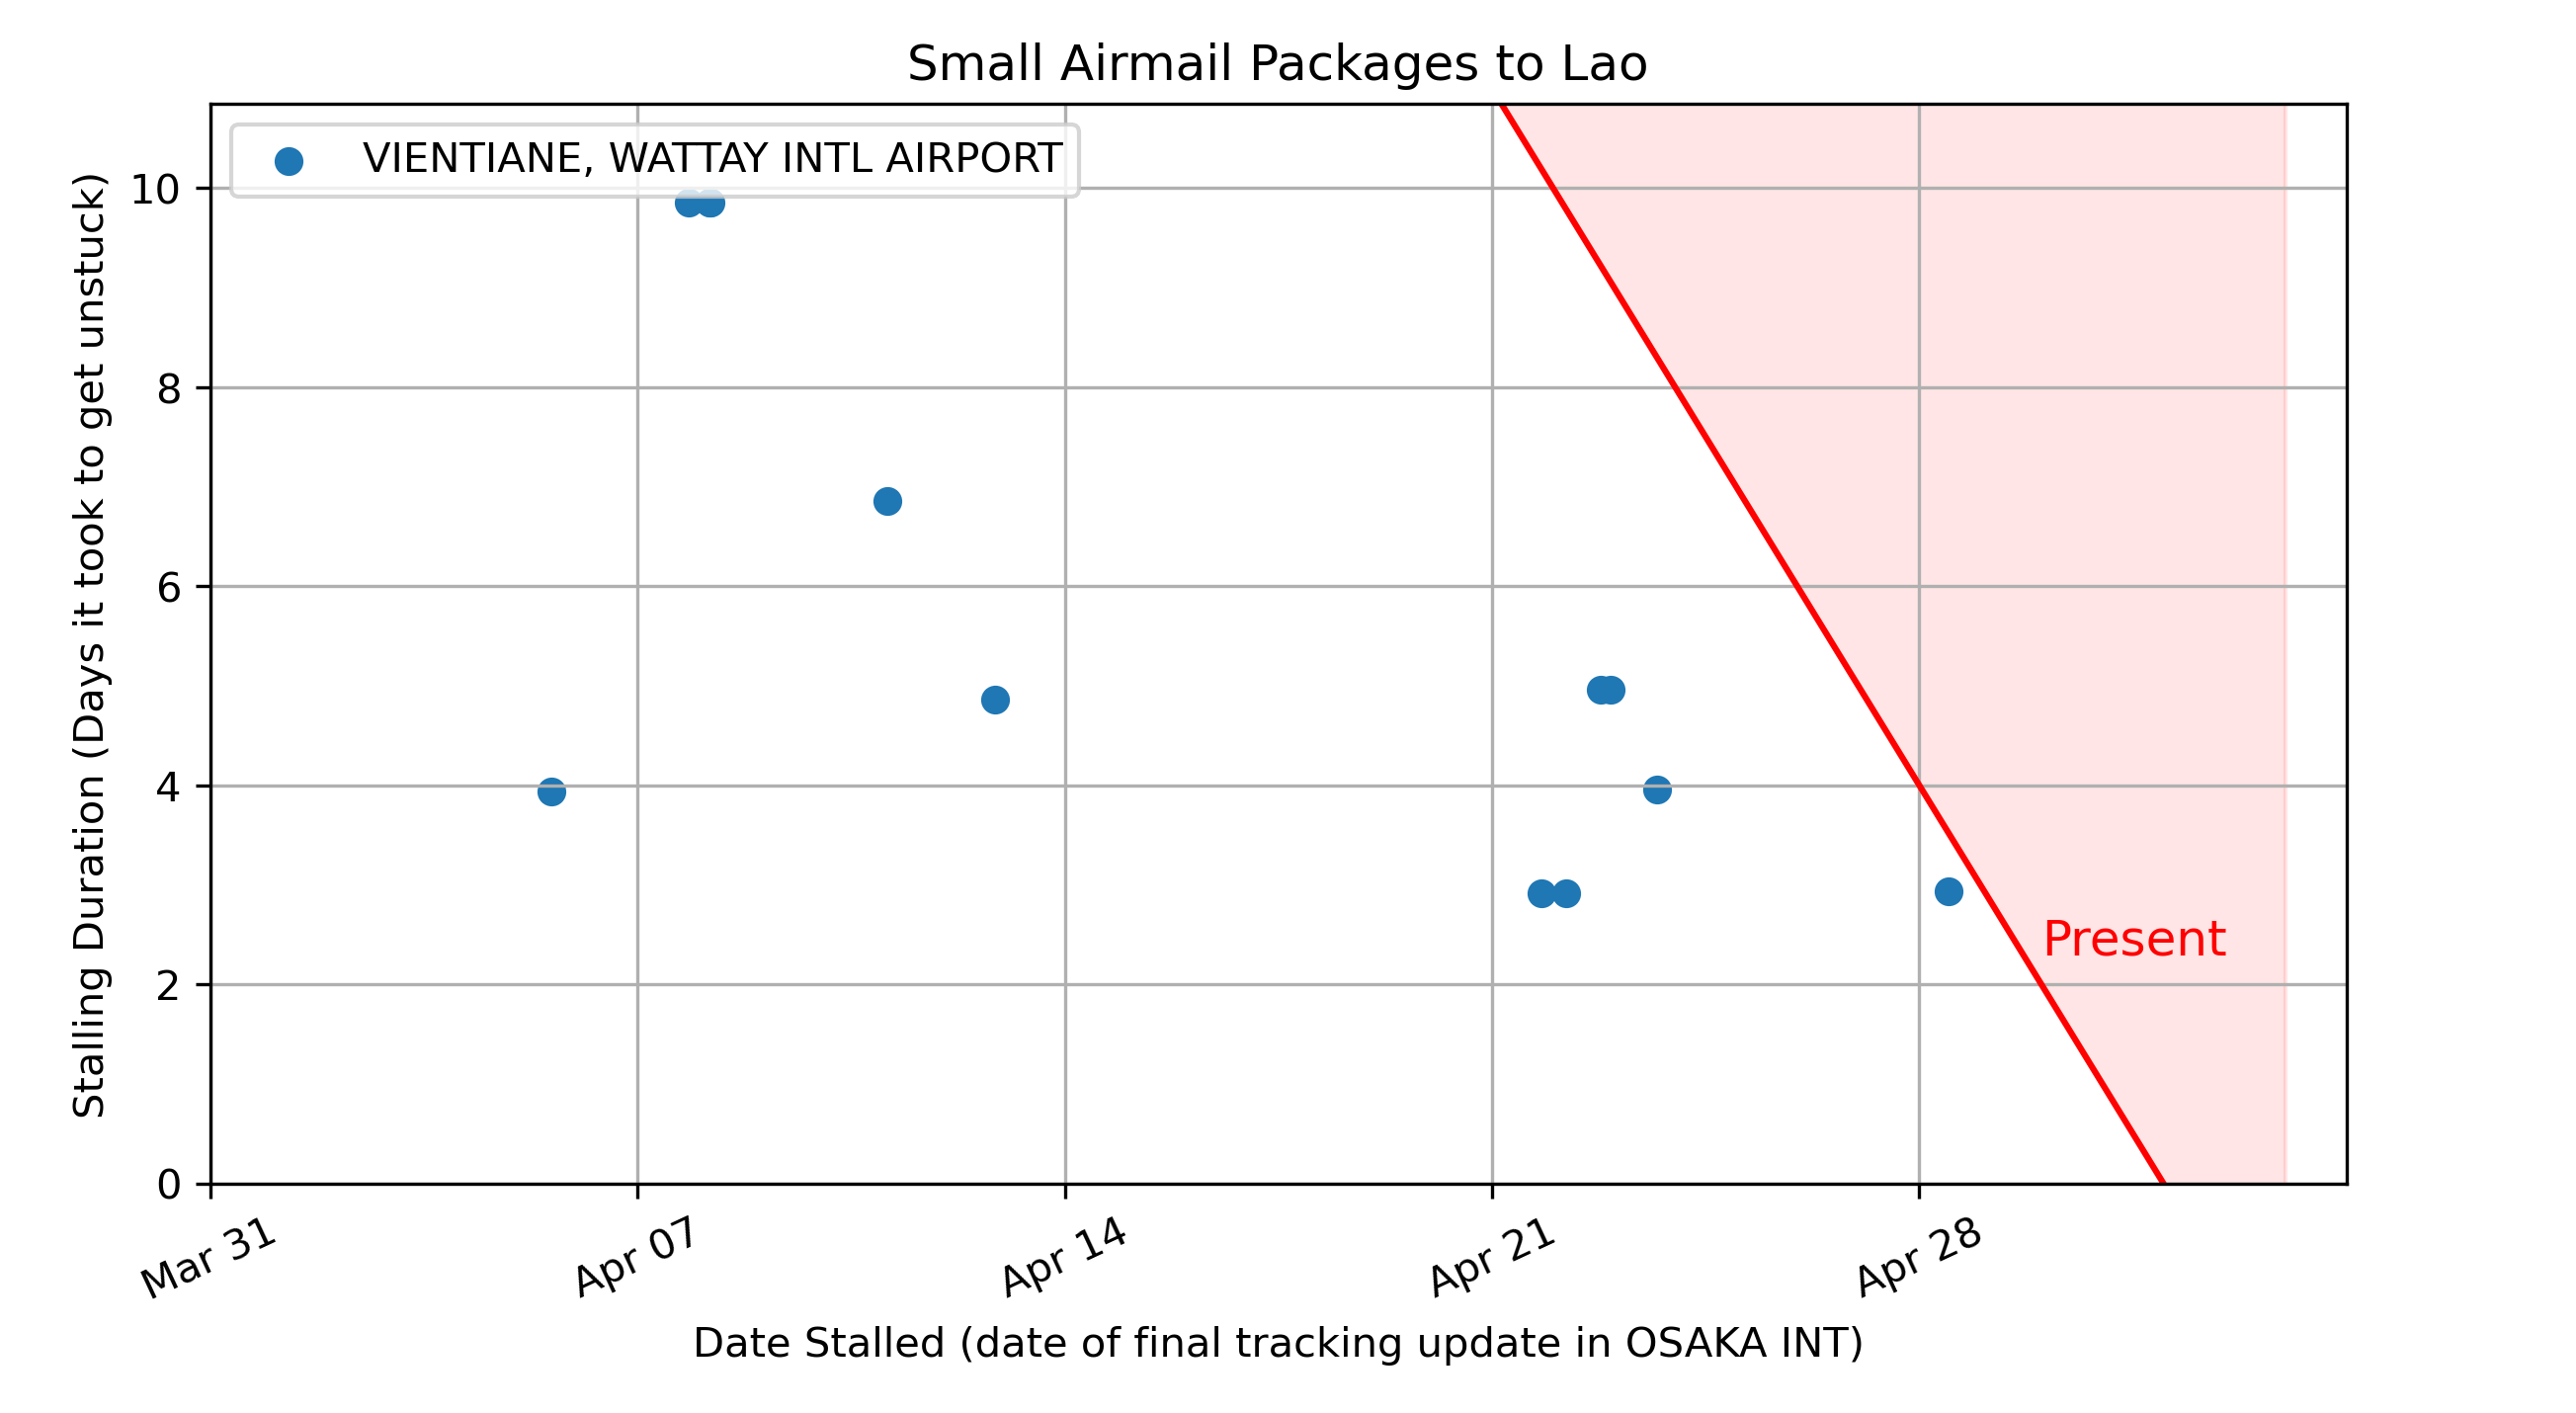 Small Airmail Packages to Lao
VIENTIANE, WATTAY INTL AIRPORT
Stalling Duration (Days it took to get unstuck)
10
8
6
4
2
0
Present
Mar 31
Apr 07
Apr 14
Apr 21
Apr 28
Date Stalled (date of final tracking update in OSAKA INT)